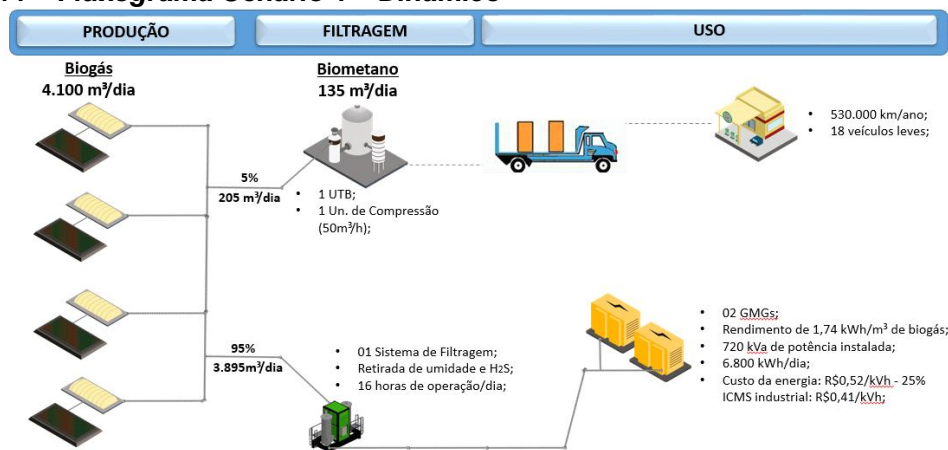 Fluxograma Cenário 1 – Dinâmico
PRODUÇÃO
FILTRAGEM
USO
Biogás
4.100 m³/dia
Biometano
135 m³/dia
• 530.000 km/ano;
• 18 veículos leves;
5%
205 m³/dia
• 1 UTB;
• 1 Un. de Compressão
(50m³/h);
95%
3.895m³/dia
• 01 Sistema de Filtragem;
• Retirada de umidade e H2S;
• 16 horas de operação/dia;
• 02 GMGs;
• Rendimento de 1,74 kWh/m³ de biogás;
• 720 kVa de potência instalada;
• 6.800 kWh/dia;
• Custo da energia: R$0,52/kVh - 25%
ICMS industrial: R$0,41/kVh;